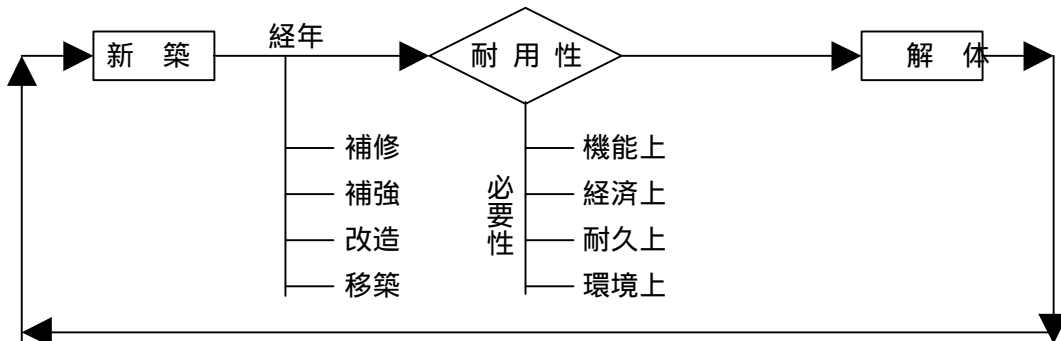 経年
新築
耐用性
解体
補修
補強
改造
移築
必要性
機能上
経済上
耐久上
環境上